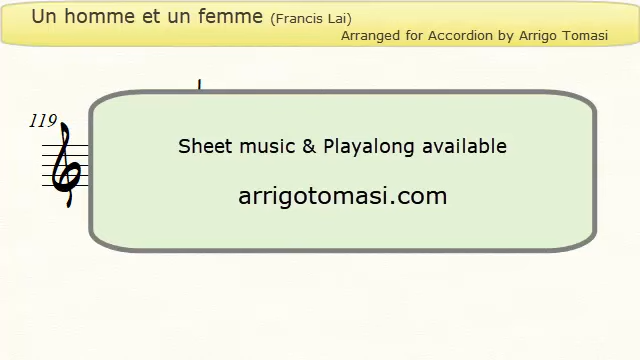 Un homme et un femme (Francis Lai)
Arranged for Accordion by Arrigo Tomasi
119
Sheet music & Playalong available
arrigotomasi.com